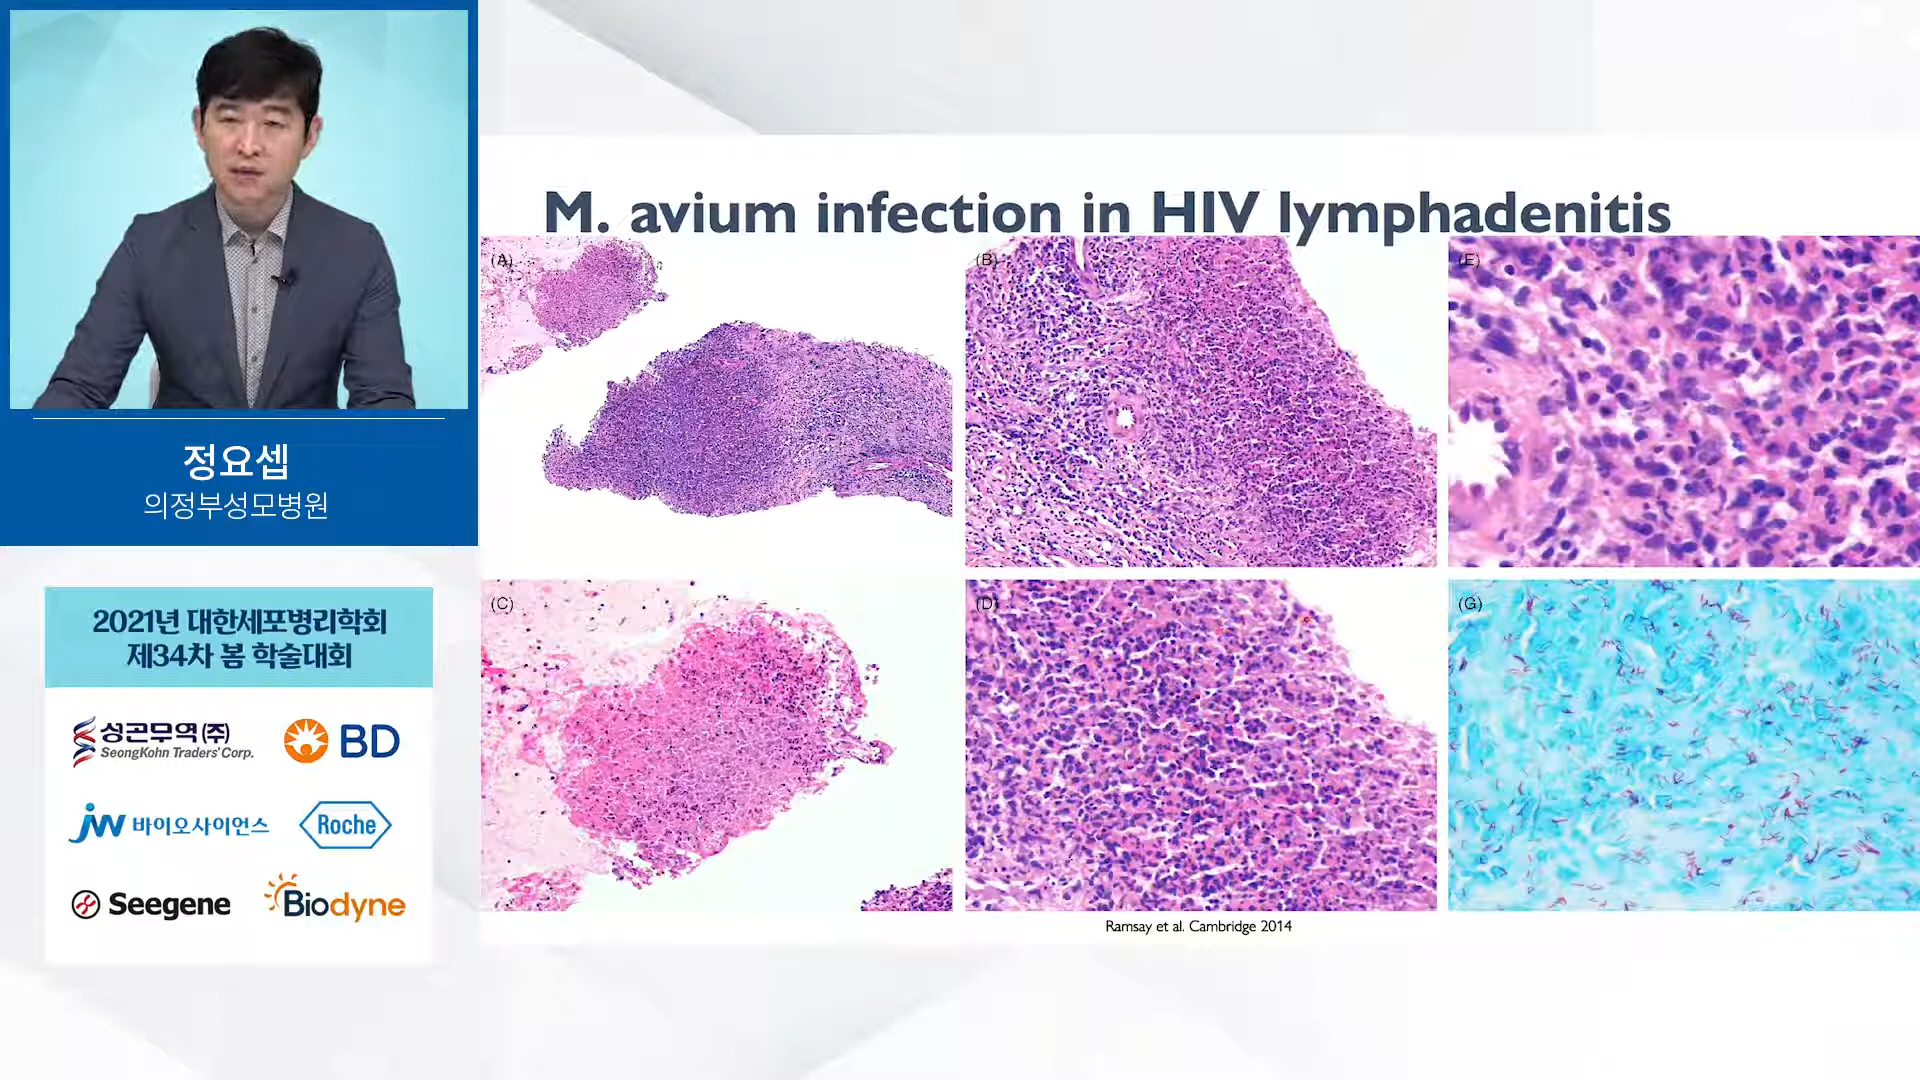 정요셉
의정부성모병원
2021년 대한세포병리학회
제34차 봄 학술대회
성곤무역(주)
SeongKohn Traders' Corp.
BD
jw 바이오사이언스
Roche
Seegene
Biodyne
M. avium infection in HIV lymphadenitis
(A)
(B)
(E)
(C)
(D)
(G)
Ramsay et al. Cambridge 2014